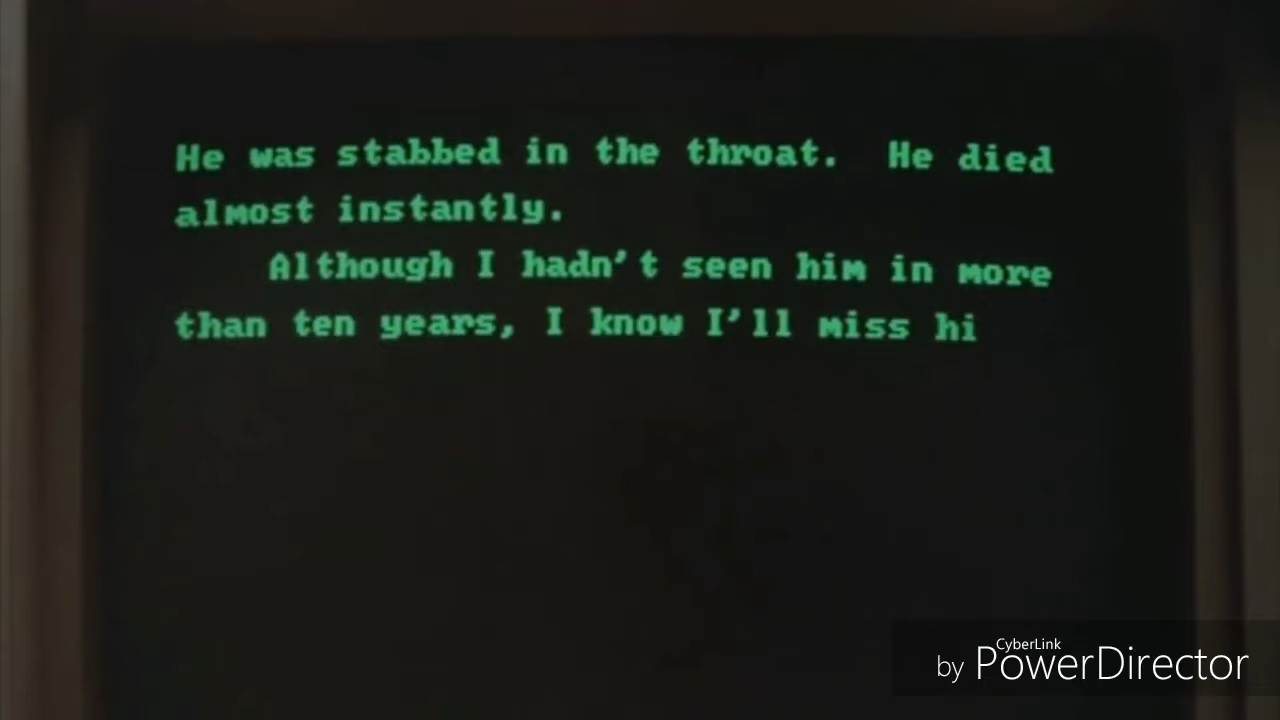 He was stabbed in the throat.  He died
almost instantly.
Although I hadn't seen him in more
than ten years, I know I'll miss hi
CyberLink
by PowerDirector